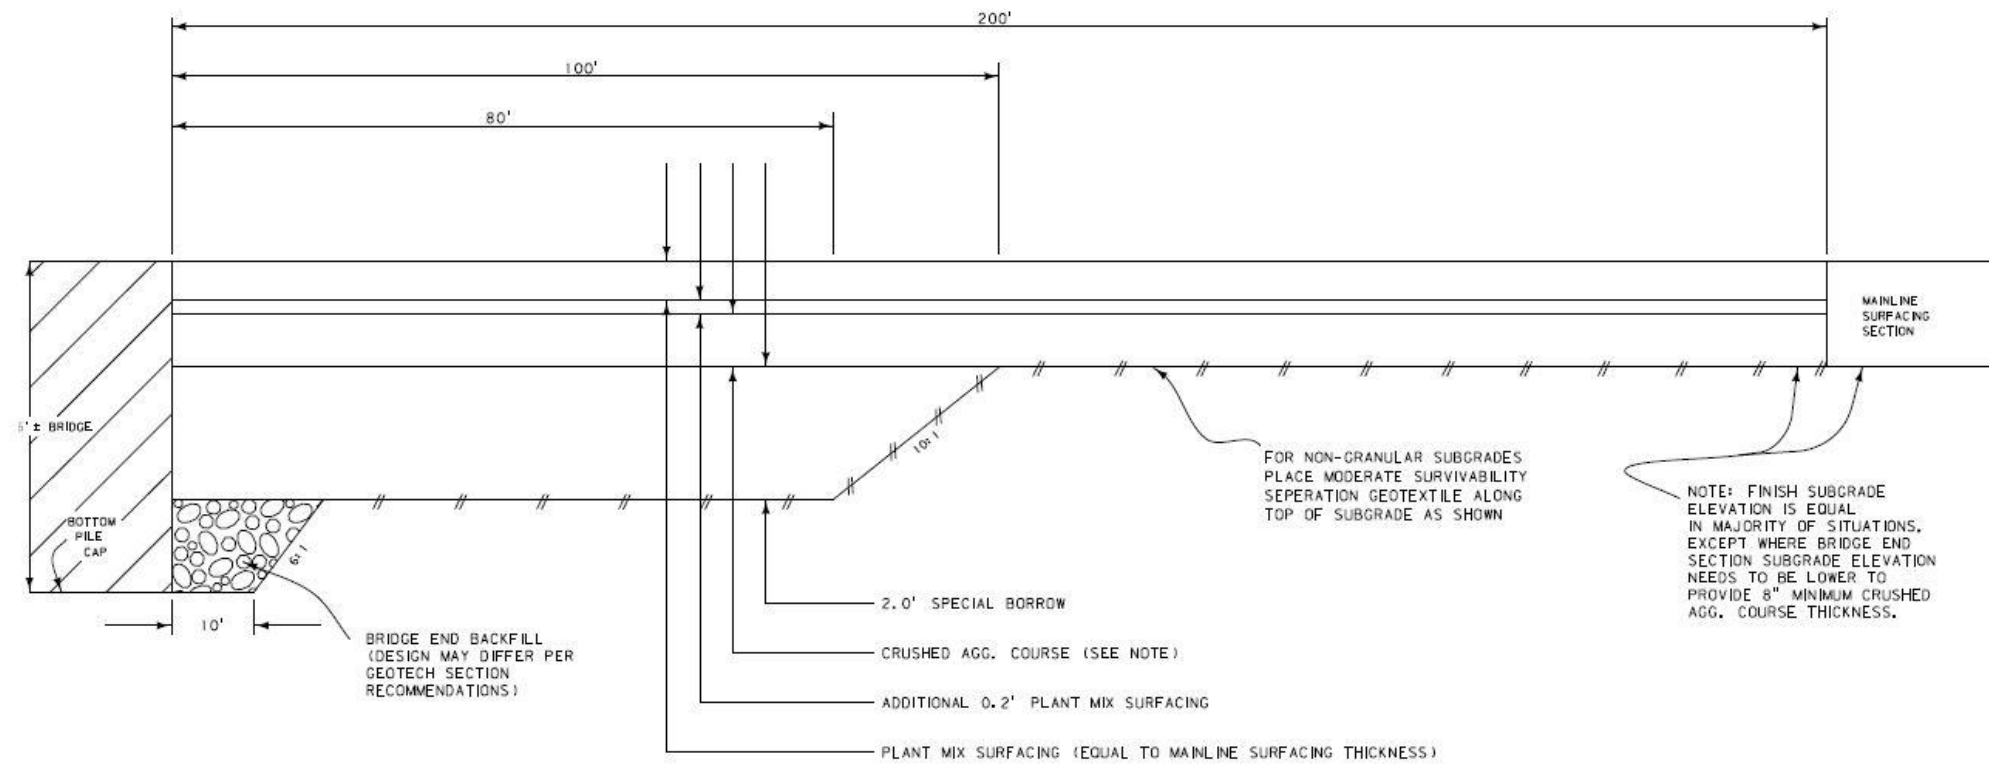 200'
100'
80'
MAINLINE
SURFACING
SECTION
' ± BRIDGE
10:1
FOR NON-GRANULAR SUBGRADES
PLACE MODERATE SURVIVABILITY
SEPERATION GEOTEXTILE ALONG
TOP OF SUBGRADE AS SHOWN
NOTE: FINISH SUBGRADE
ELEVATION IS EQUAL
IN MAJORITY OF SITUATIONS.
EXCEPT WHERE BRIDGE END
SECTION SUBGRADE ELEVATION
NEEDS TO BE LOWER TO
PROVIDE 8" MINIMUM CRUSHED
AGG. COURSE THICKNESS.
BOTTOM
PILE
CAP
6:1
10'
BRIDGE END BACKFILL
(DESIGN MAY DIFFER PER
GEOTECH SECTION
RECOMMENDATIONS)
2.0' SPECIAL BORROW
CRUSHED AGG. COURSE (SEE NOTE)
ADDITIONAL 0.2' PLANT MIX SURFACING
PLANT MIX SURFACING (EQUAL TO MAINLINE SURFACING THICKNESS)